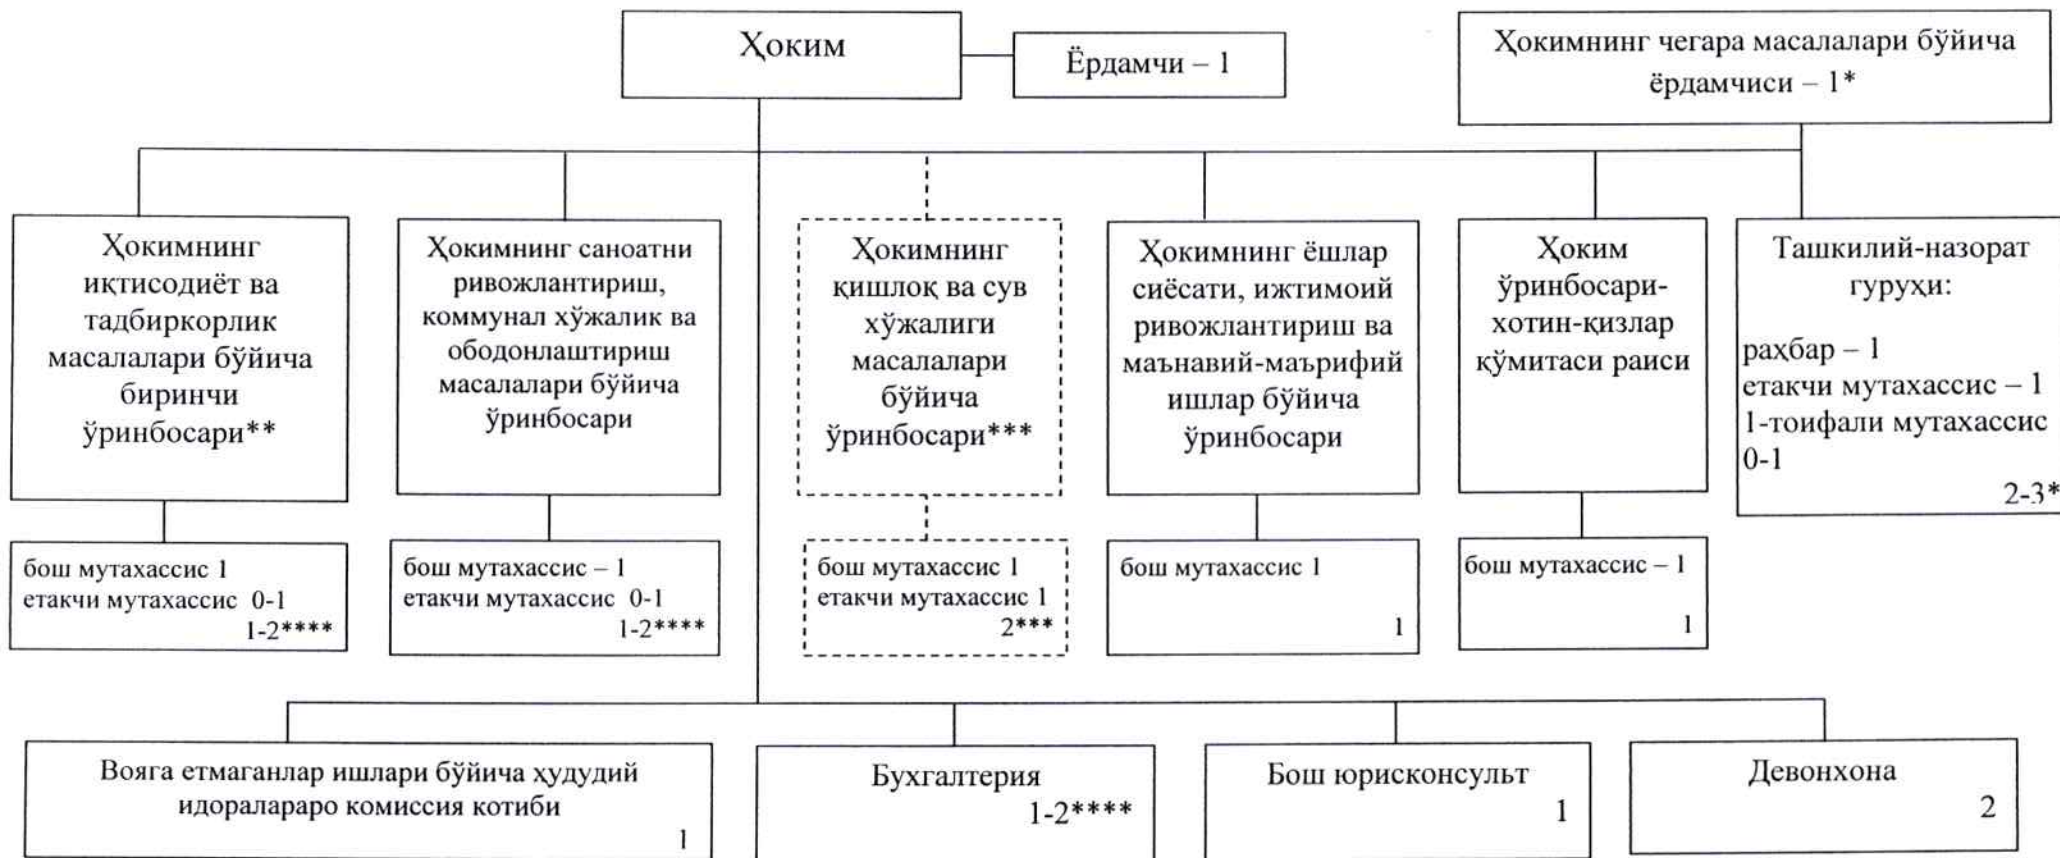 Ҳоким
Ёрдамчи – 1
Ҳокимнинг чегара масалалари бўйича
ёрдамчиси – 1*
Ҳокимнинг
иқтисодиёт ва
тадбиркорлик
масалалари бўйича
биринчи
ўринбосари**
Ҳокимнинг саноатни
ривожлантириш,
коммунал хўжалик ва
ободонлаштириш
масалалари бўйича
ўринбосари
Ҳокимнинг
қишлоқ ва сув
хўжалиги
масалалари
бўйича
ўринбосари***
Ҳокимнинг ёшлар
сиёсати, ижтимоий
ривожлантириш ва
маънавий-маърифий
ишлар бўйича
ўринбосари
Ҳоким
ўринбосари-
хотин-қизлар
қўмитаси раиси
Ташкилий-назорат
гуруҳи:
раҳбар – 1
етакчи мутахассис – 1
1-тоифали мутахассис
0-1
2-3*
бош мутахассис 1
етакчи мутахассис 0-1
1-2****
бош мутахассис – 1
етакчи мутахассис 0-1
1-2****
бош мутахассис 1
етакчи мутахассис 1
2***
бош мутахассис 1
1
бош мутахассис – 1
1
Вояга етмаганлар ишлари бўйича ҳудудий
идоралараро комиссия котиби
1
Бухгалтерия
1-2****
Бош юрисконсульт
1
Девонхона
2